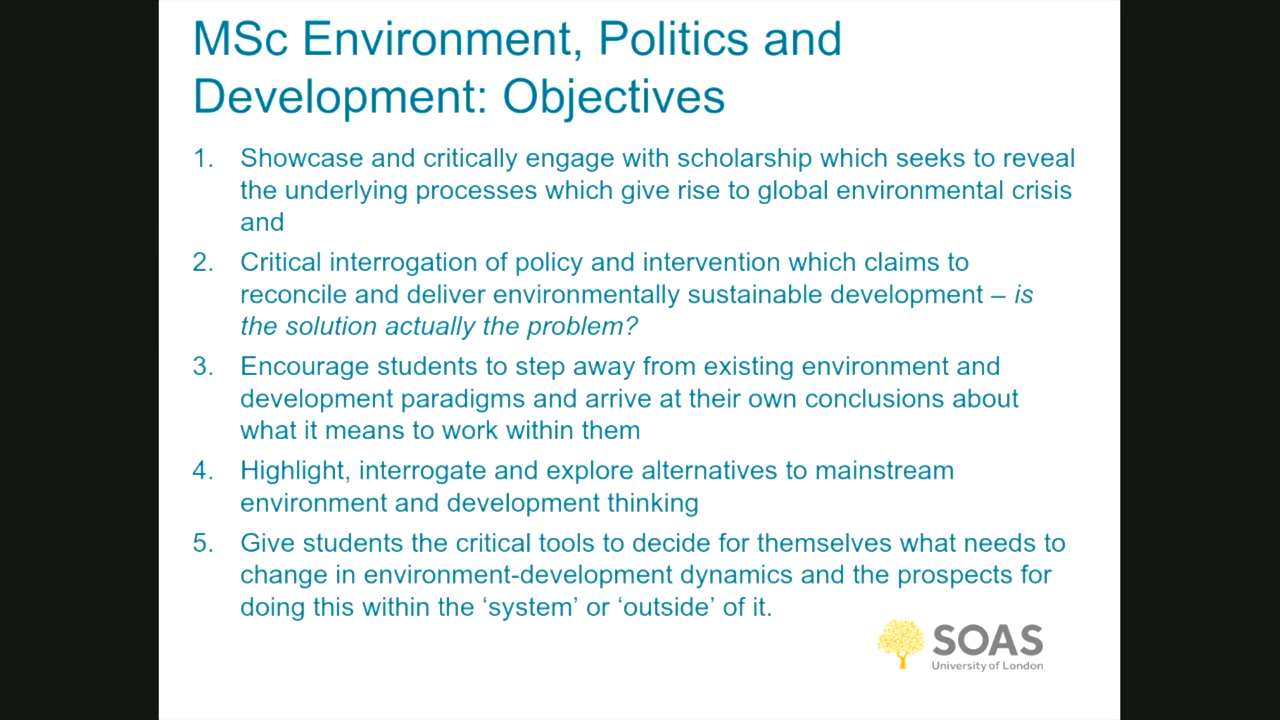 MSc Environment, Politics and
Development: Objectives
1. Showcase and critically engage with scholarship which seeks to reveal
the underlying processes which give rise to global environmental crisis
and
2. Critical interrogation of policy and intervention which claims to
reconcile and deliver environmentally sustainable development – is
the solution actually the problem?
3. Encourage students to step away from existing environment and
development paradigms and arrive at their own conclusions about
what it means to work within them
4. Highlight, interrogate and explore alternatives to mainstream
environment and development thinking
5. Give students the critical tools to decide for themselves what needs to
change in environment-development dynamics and the prospects for
doing this within the ‘system’ or ‘outside’ of it.
SOAS
University of London